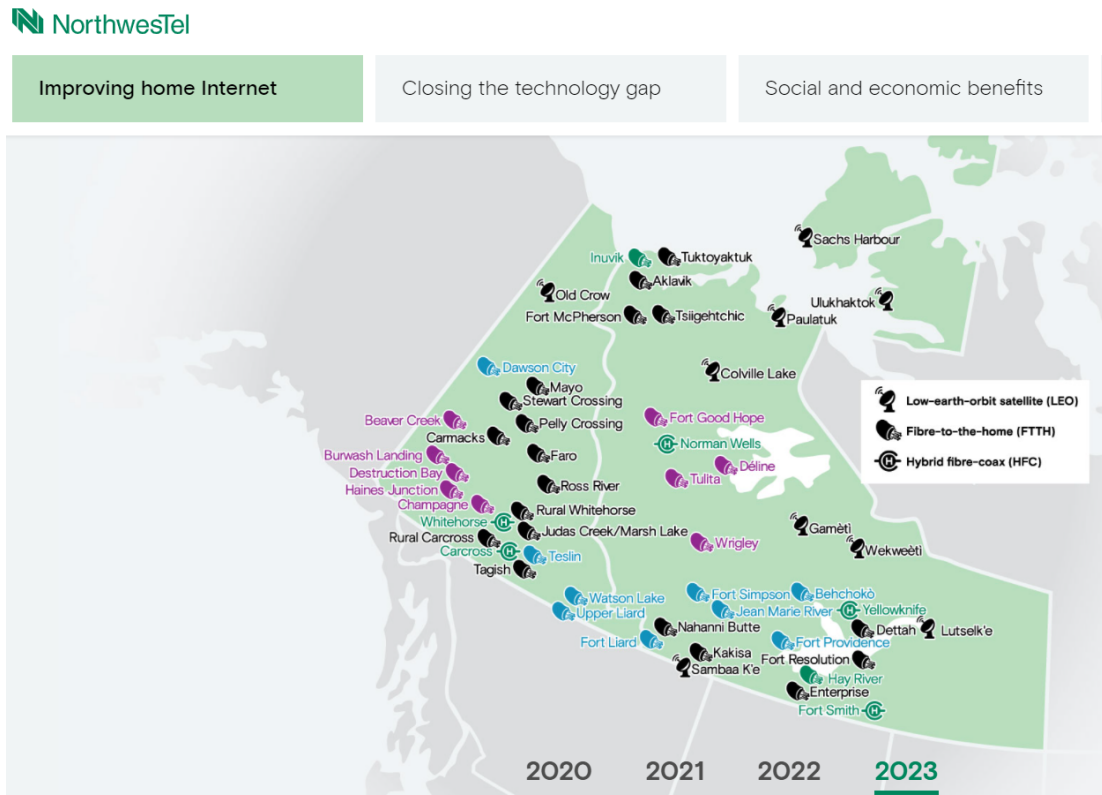 NorthwesTel
Improving home Internet
Closing the technology gap
Social and economic benefits
Sachs Harbour
Inuvik
Tuktoyaktuk
Aklavik
Old Crow
Ulukhaktok
Fort McPherson
Tsiigehtchic
Paulatuk
Dawson City
Colville Lake
Mayo
Stewart Crossing
Low-earth-orbit satellite (LEO)
Beaver Creek
Pelly Crossing
Fort Good Hope
Carmacks
Fibre-to-the-home (FTTH)
Norman Wells
Burwash Landing
Faro
Hybrid fibre-coax (HFC)
Destruction Bay
Déline
Tulita
Haines Junction
Ross River
Champagne
Rural Whitehorse
Whitehorse
Judas Creek/Marsh Lake
Gamètì
Rural Carcross
Wrigley
Carcross
Teslin
Wekweètì
Tagish
Watson Lake
Fort Simpson
Behchokò
Upper Liard
Jean Marie River
Yellowknife
Nahanni Butte
Dettah
Lutselk'e
Fort Liard
Fort Providence
Kakisa
Fort Resolution
Sambaa K'e
Hay River
Enterprise
Fort Smith
2020
2021
2022
2023